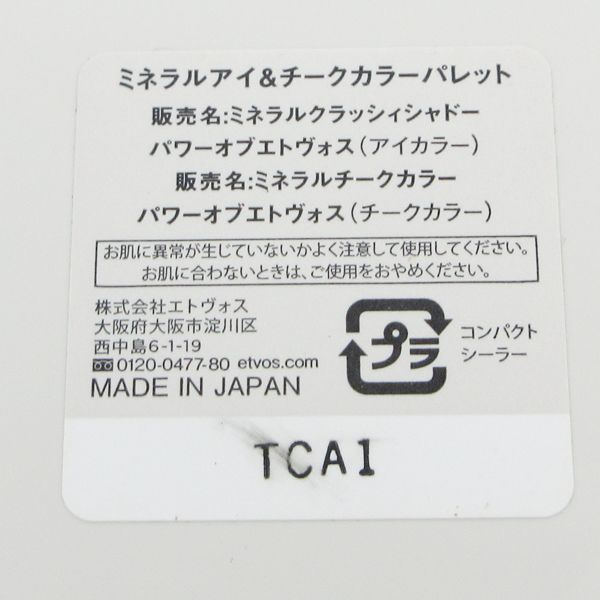 ミネラルアイ&チークカラーパレット
販売名:ミネラルクラッシィシャドー
パワーオブエトヴォス(アイカラー)
販売名:ミネラルチークカラー
パワーオブエトヴォス(チークカラー)
お肌に異常が生じていないかよく注意して使用してください。
お肌に合わないときは、ご使用をおやめください。
株式会社エトヴォス
大阪府大阪市淀川区
西中島6-1-19
0120-0477-80 etvos.com
MADE IN JAPAN
プラ
コンパクト
シーラー
TCA1